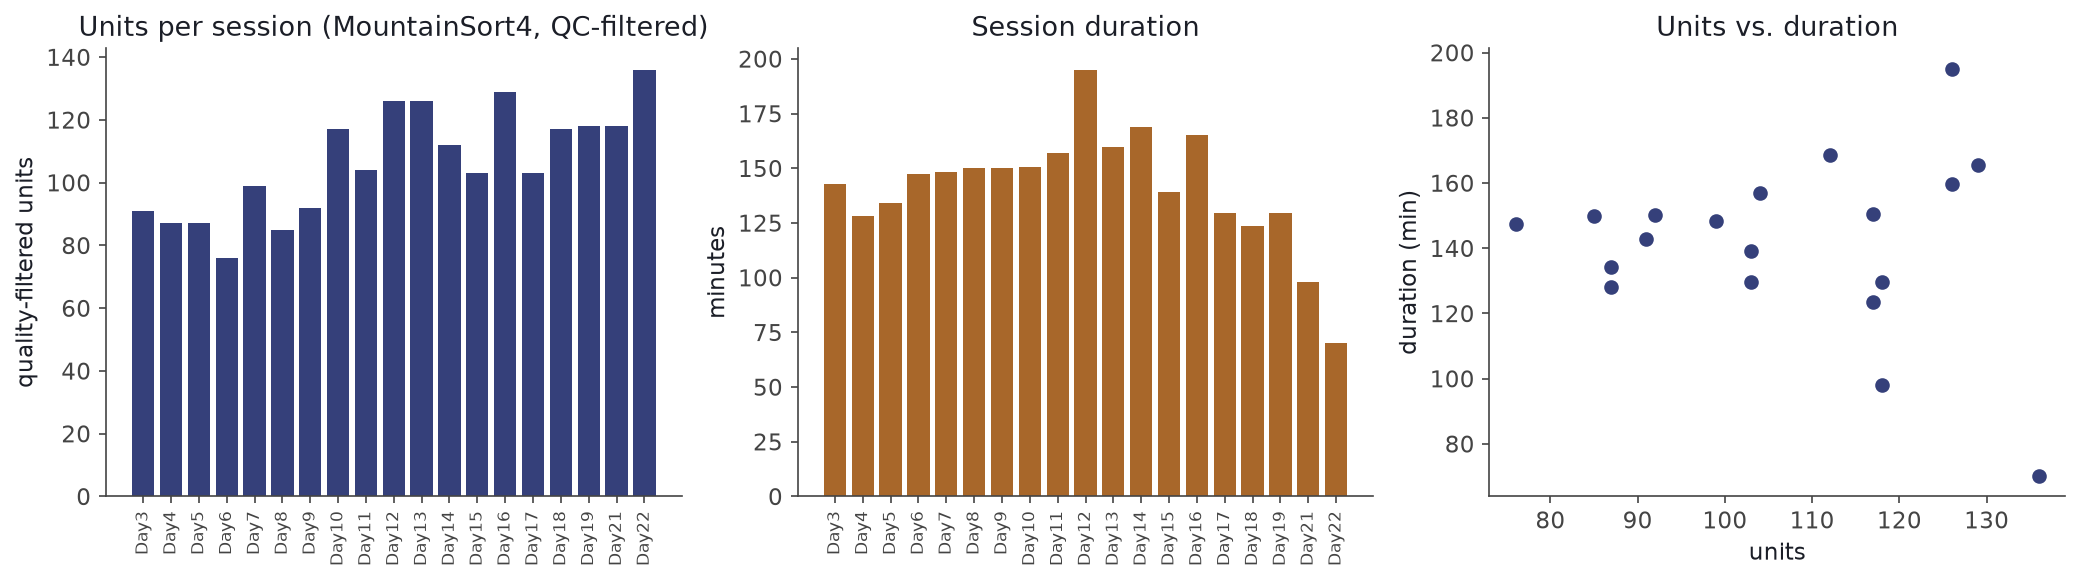 Units per session (MountainSort4, QC-filtered)
quality-filtered units
140
120
100
80
60
40
20
0
Day3
Day4
Day5
Day6
Day7
Day8
Day9
Day10
Day11
Day12
Day13
Day14
Day15
Day16
Day17
Day18
Day19
Day21
Day22
Session duration
minutes
200
175
150
125
100
75
50
25
0
Day3
Day4
Day5
Day6
Day7
Day8
Day9
Day10
Day11
Day12
Day13
Day14
Day15
Day16
Day17
Day18
Day19
Day21
Day22
Units vs. duration
duration (min)
200
180
160
140
120
100
80
80
90
100
110
120
130
units